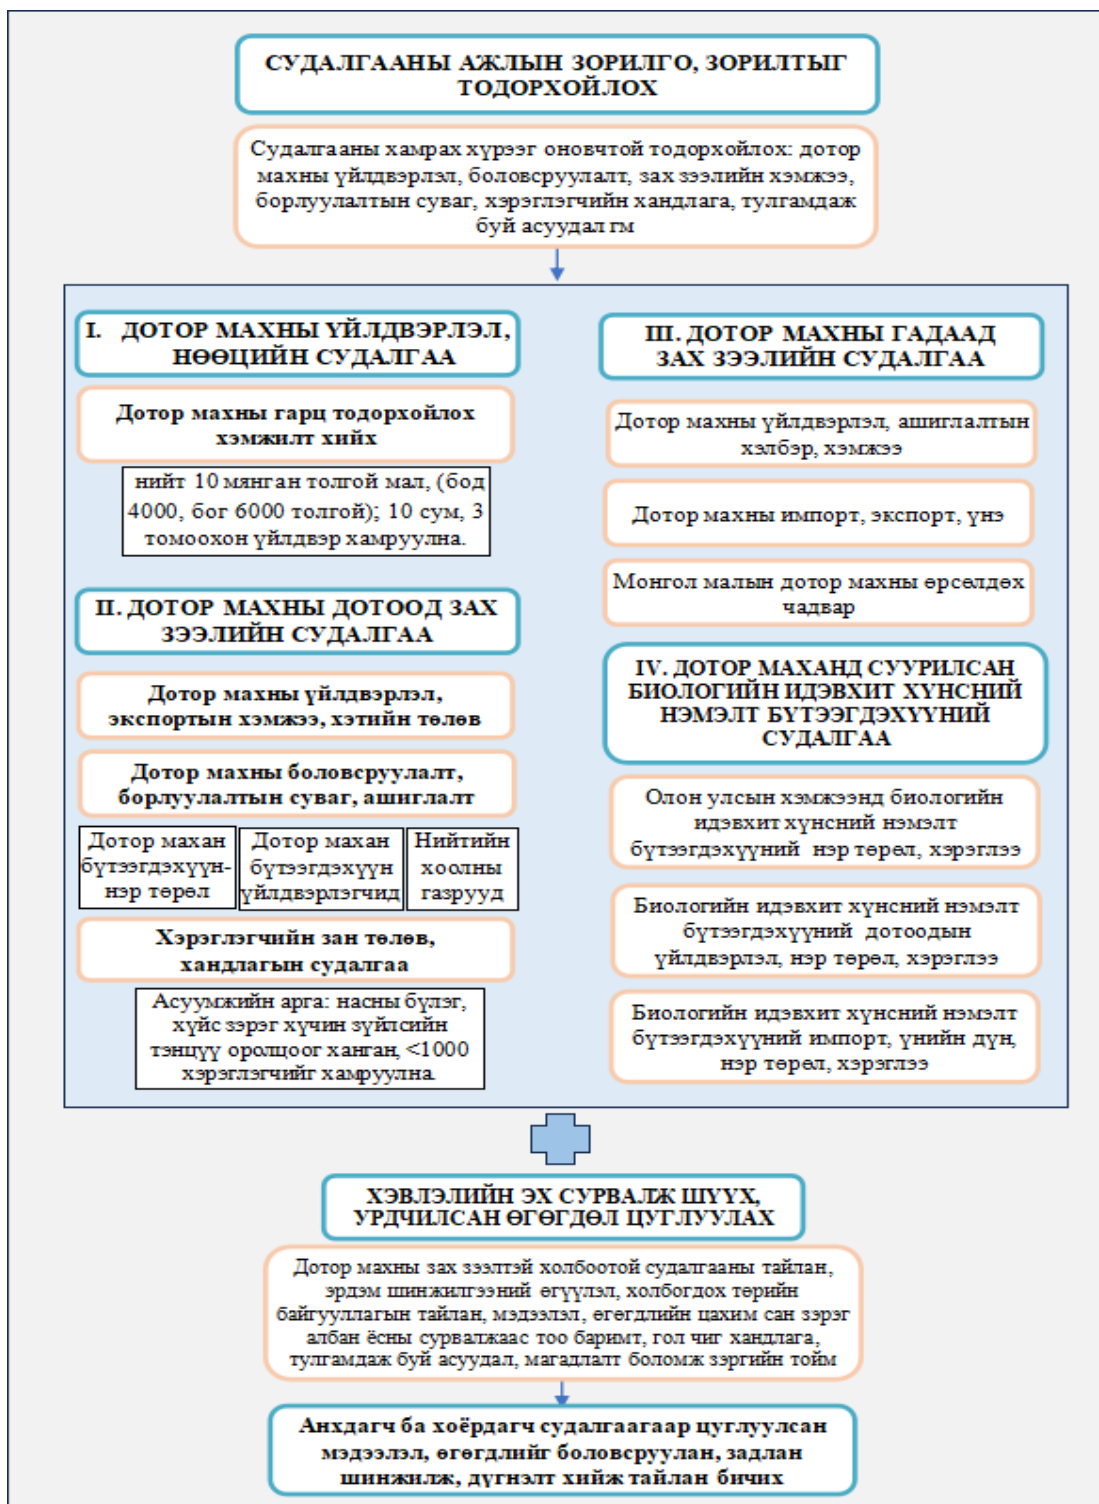 СУДАЛГААНЫ АЖЛЫН ЗОРИЛГО, ЗОРИЛТЫГ
ТОДОРХОЙЛОХ
Судалгааны хамрах хүрээг оновчтой тодорхойлох: дотор
махны үйлдвэрлэл, боловсруулалт, зах зээлийн хэмжээ,
борлуулалтын суваг, хэрэглэгчийн хандлага, тулгамдаж
буй асуудал гм
I. ДОТОР МАХНЫ ҮЙЛДВЭРЛЭЛ,
НӨӨЦИЙН СУДАЛГАА
Дотор махны гарц тодорхойлох
хэмжилт хийх
нийт 10 мянган толгой мал, (бод
4000, бог 6000 толгой); 10 сум, 3
томоохон үйлдвэр хамруулна.
II. ДОТОР МАХНЫ ДОТООД ЗАХ
ЗЭЭЛИЙН СУДАЛГАА
Дотор махны үйлдвэрлэл,
экспортын хэмжээ, хэтийн төлөв
Дотор махны боловсруулалт,
борлуулалтын суваг, ашиглалт
Дотор махан
бүтээгдэхүүн-
нэр төрөл
Дотор махан
бүтээгдэхүүн
үйлдвэрлэгчид
Нийтийн
хоолны
газрууд
Хэрэглэгчийн зан төлөв,
хандлагын судалгаа
Асуумжийн арга: насны бүлэг,
хүйс зэрэг хүчин зүйлсийн
тэнцүү оролцоог ханган, <1000
хэрэглэгчийг хамруулна.
III. ДОТОР МАХНЫ ГАДААД
ЗАХ ЗЭЭЛИЙН СУДАЛГАА
Дотор махны үйлдвэрлэл, ашиглалтын
хэлбэр, хэмжээ
Дотор махны импорт, экспорт, үнэ
Монгол малын дотор махны өрсөлдөх
чадвар
IV. ДОТОР МАХАНД СУУРИЛСАН
БИОЛОГИЙН ИДЭВХИТ ХҮНСНИЙ
НЭМЭЛТ БҮТЭЭГДЭХҮҮНИЙ
СУДАЛГАА
Олон улсын хэмжээнд биологийн
идэвхит хүнсний нэмэлт
бүтээгдэхүүний нэр төрөл, хэрэглээ
Биологийн идэвхит хүнсний нэмэлт
бүтээгдэхүүний дотоодын
үйлдвэрлэл, нэр төрөл, хэрэглээ
Биологийн идэвхит хүнсний нэмэлт
бүтээгдэхүүний импорт, үнийн дүн,
нэр төрөл, хэрэглээ
ХЭВЛЭЛИЙН ЭХ СУРВАЛЖ ШҮҮХ,
УРДЧИЛСАН ӨГӨГДӨЛ ЦУГЛУУЛАХ
Дотор махны зах зээлтэй холбоотой судалгааны тайлан,
эрдэм шинжилгээний өгүүлэл, холбогдох төрийн
байгууллагын тайлан, мэдээлэл, өгөгдлийн цахим сан зэрэг
албан ёсны сурвалжаас тоо баримт, гол чиг хандлага,
тулгамдаж буй асуудал, магадлалт боломж зэргийн тойм
Анхдагч ба хоёрдагч судалгаагаар цуглуулсан
мэдээлэл, өгөгдлийг боловсруулан, задлан
шинжилж, дүгнэлт хийж тайлан бичих